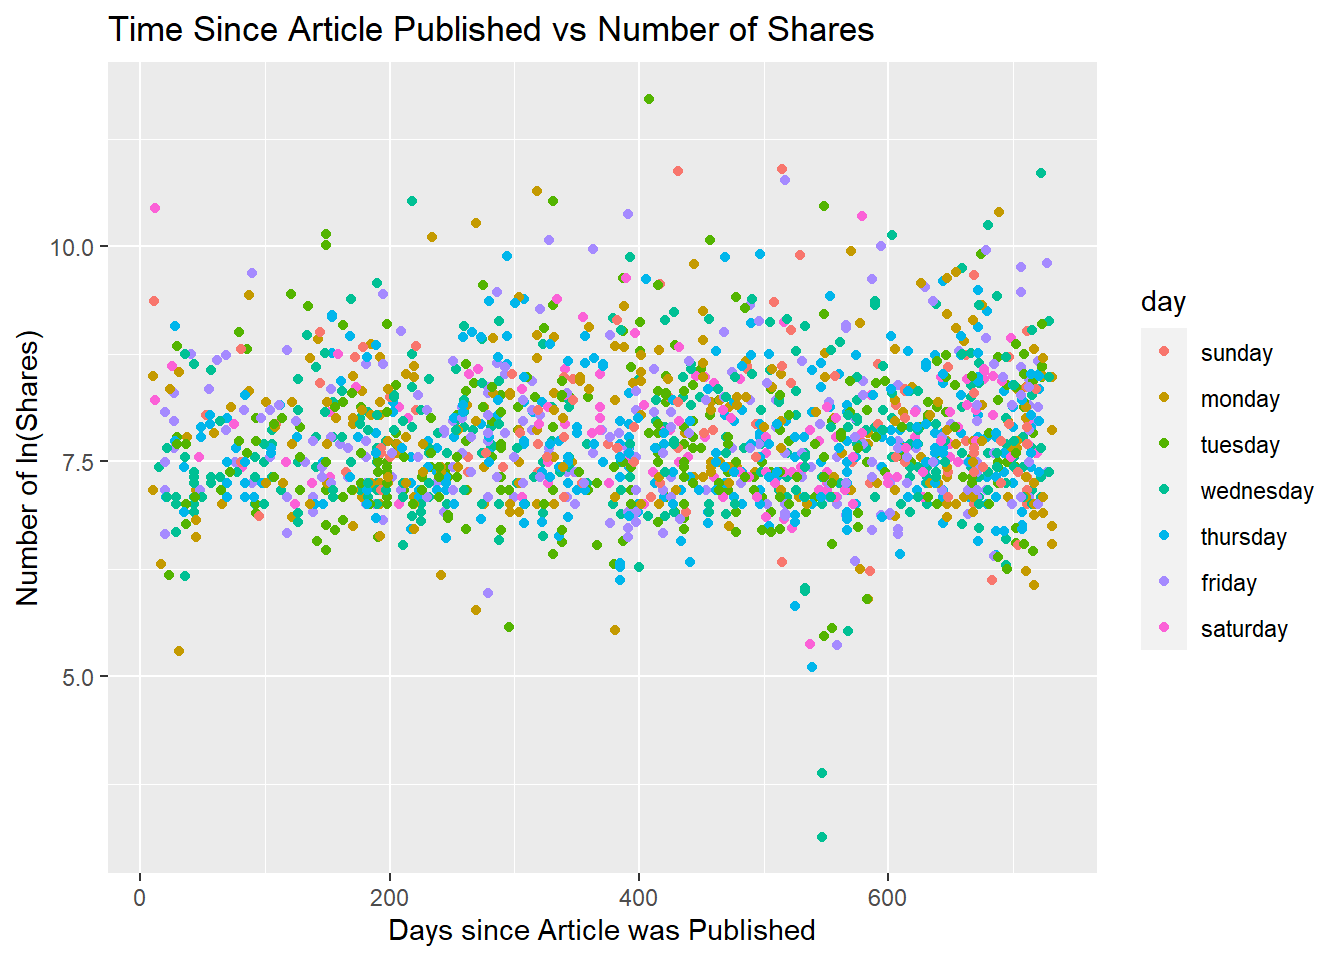 Time Since Article Published vs Number of Shares
Number of ln(Shares)
10.0
7.5
5.0
0
200
400
600
Days since Article was Published
day
sunday
monday
tuesday
wednesday
thursday
friday
saturday